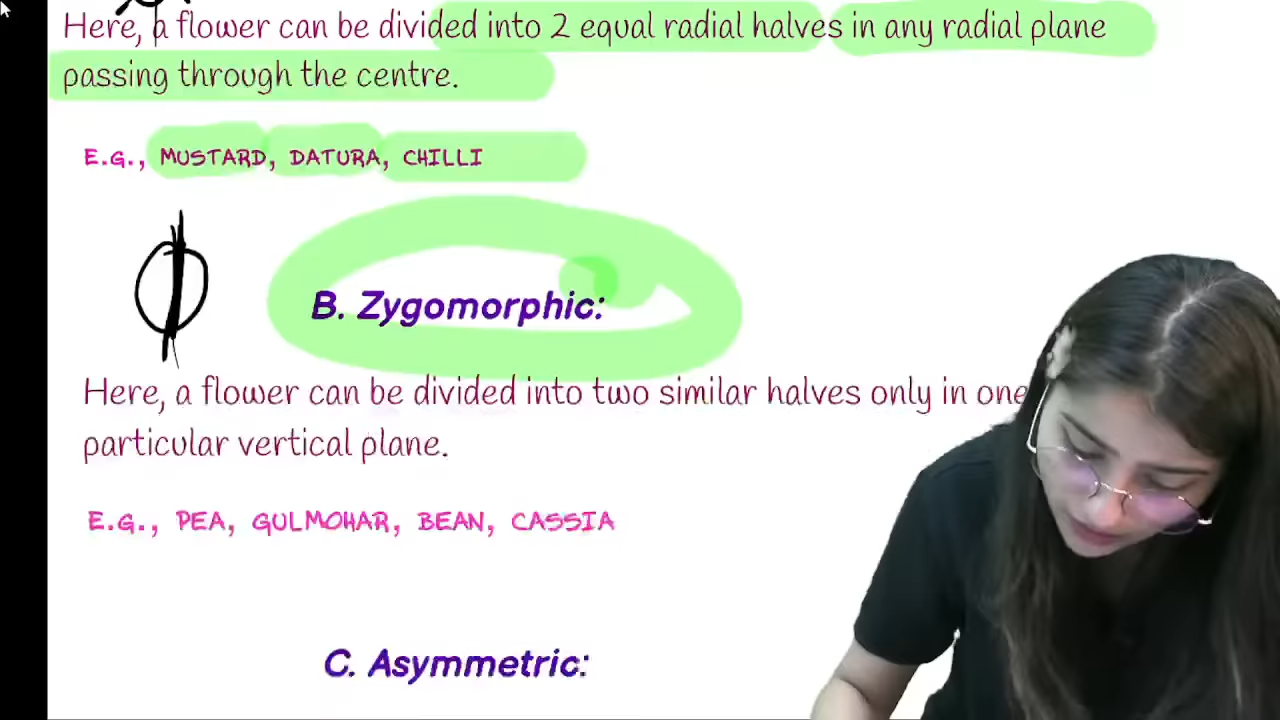 Here, a flower can be divided into 2 equal radial halves in any radial plane
passing through the centre.
E.G., MUSTARD, DATURA, CHILLI
B. Zygomorphic:
Here, a flower can be divided into two similar halves only in one
particular vertical plane.
E.G., PEA, GULMOHAR, BEAN, CASSIA
C. Asymmetric: